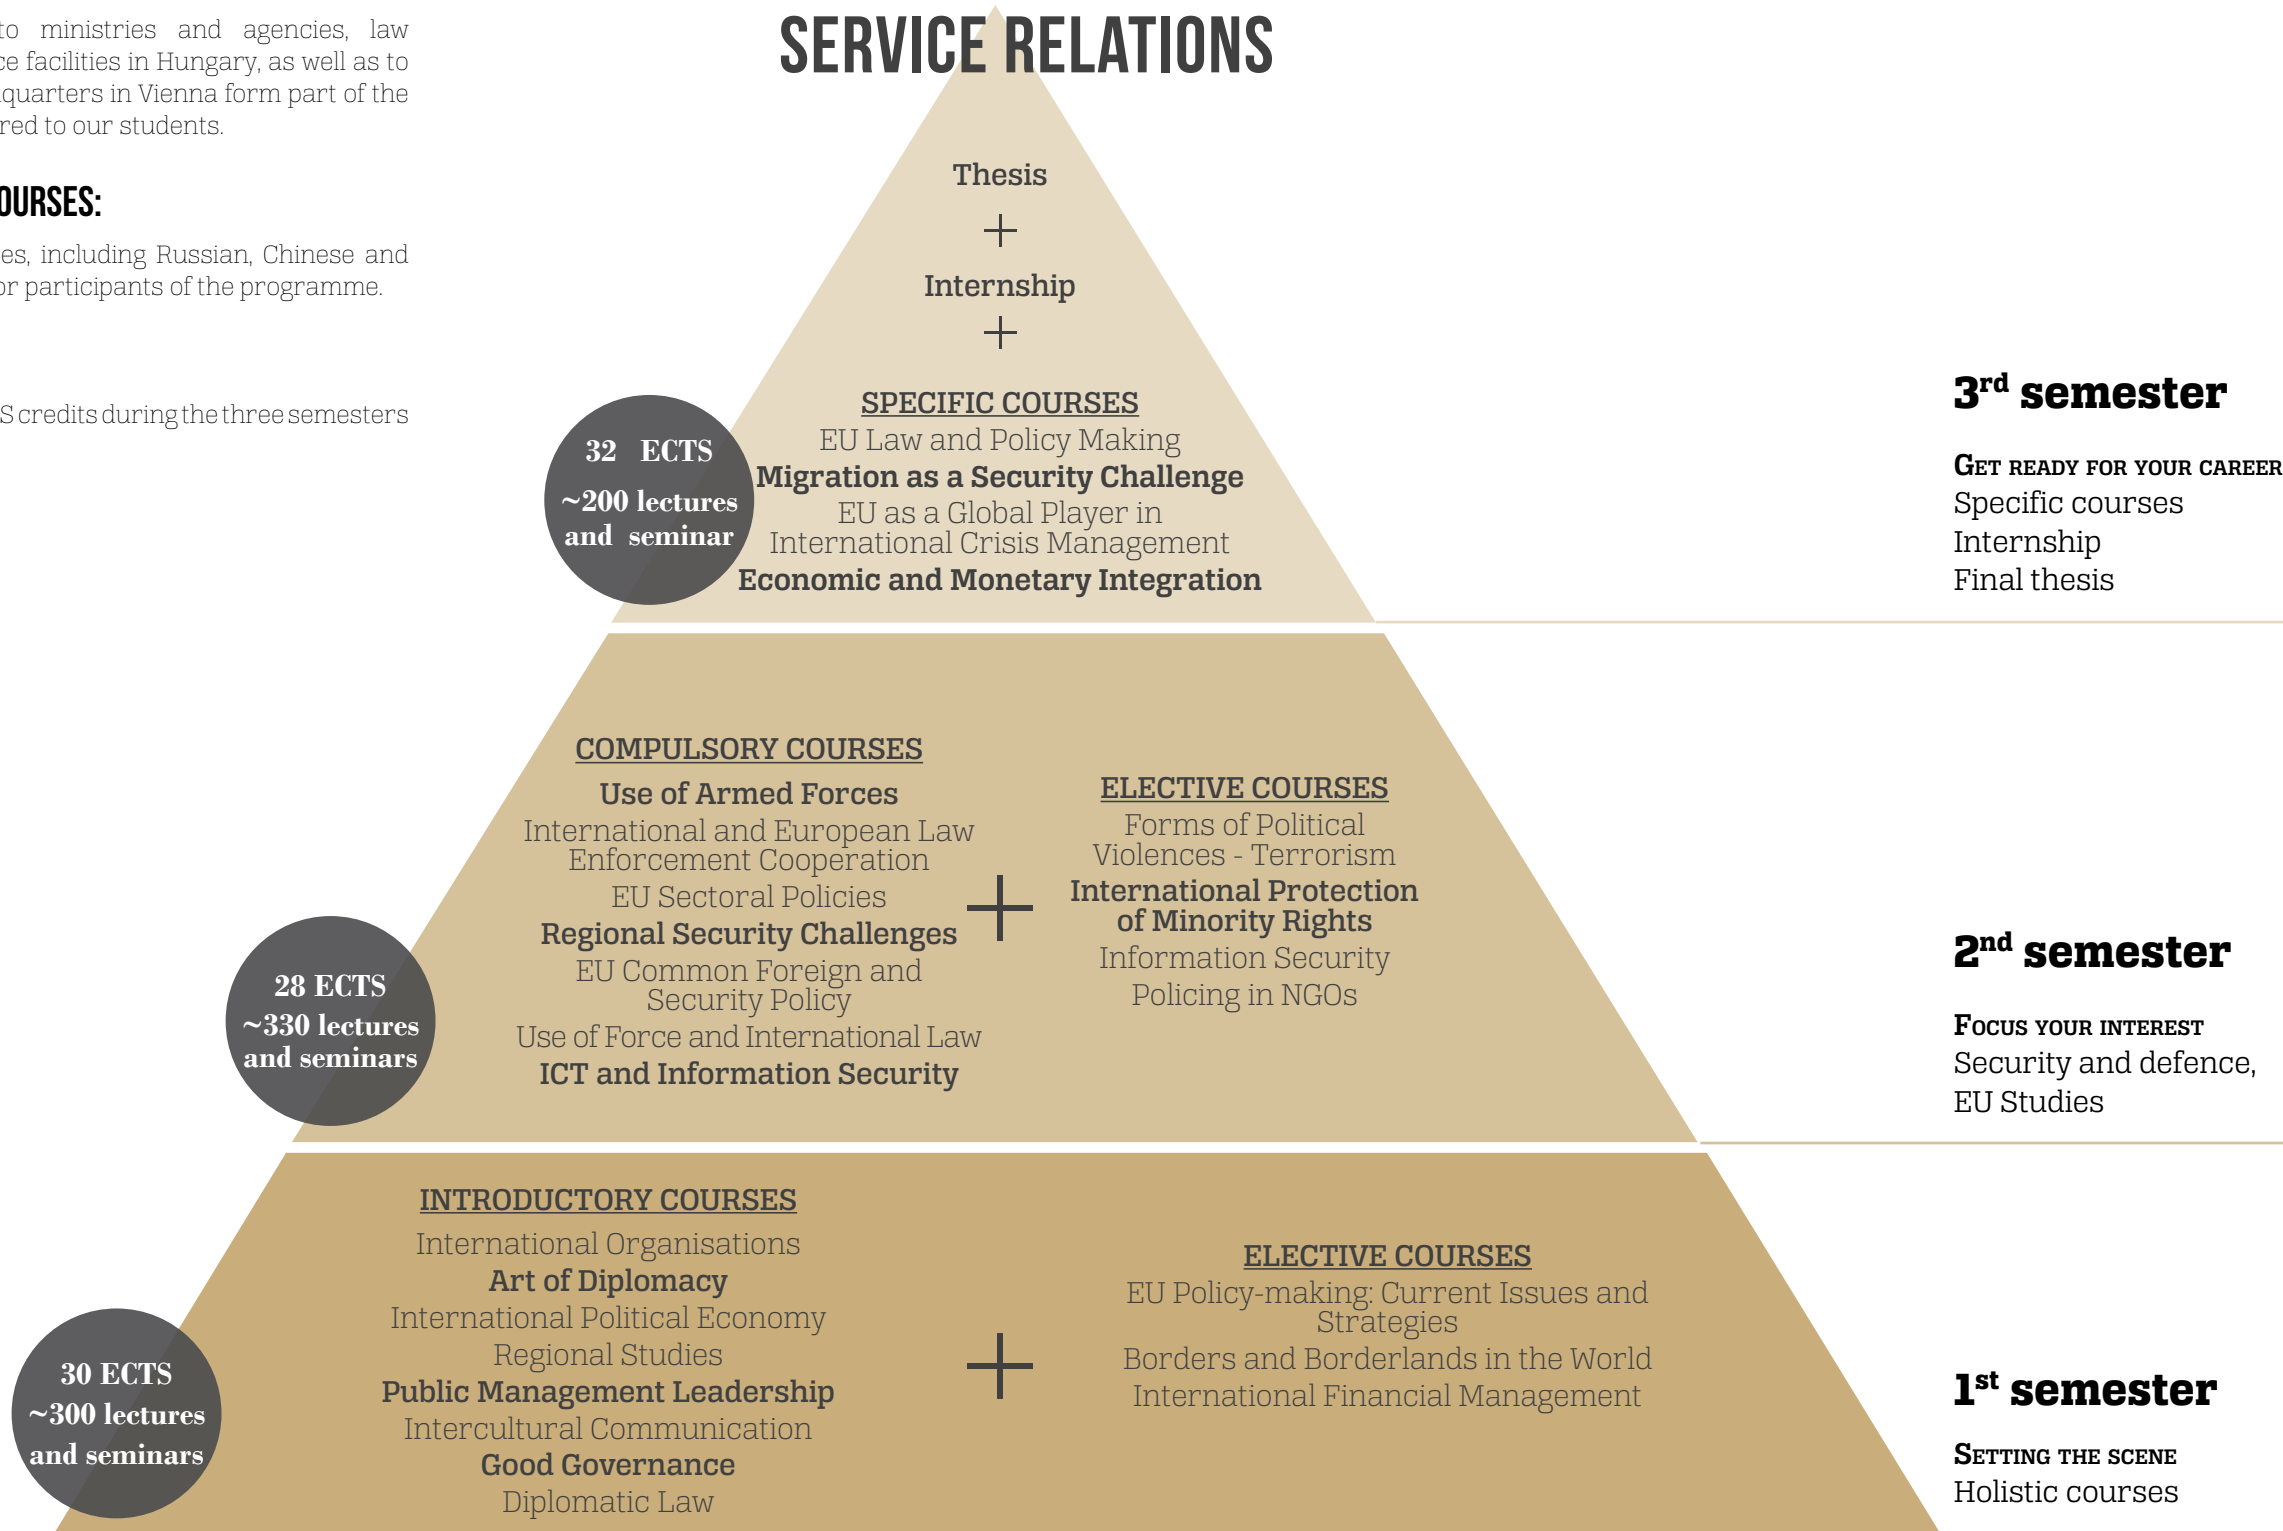 to ministries and agencies, law
facilities in Hungary, as well as to
in Vienna form part of the
to our students.
including Russian, Chinese and
participants of the programme.
credits during the three semesters
SERVICE RELATIONS
Thesis
+
Internship
+
SPECIFIC COURSES
EU Law and Policy Making
Migration as a Security Challenge
EU as a Global Player in
International Crisis Management
Economic and Monetary Integration
32 ECTS
~200 lectures
and seminar
3rd semester
GET READY FOR YOUR CAREER
Specific courses
Internship
Final thesis
COMPULSORY COURSES
Use of Armed Forces
International and European Law
Enforcement Cooperation
EU Sectoral Policies
Regional Security Challenges
EU Common Foreign and
Security Policy
Use of Force and International Law
ICT and Information Security
+
ELECTIVE COURSES
Forms of Political
Violences - Terrorism
International Protection
of Minority Rights
Information Security
Policing in NGOs
28 ECTS
~330 lectures
and seminars
2nd semester
FOCUS YOUR INTEREST
Security and defence,
EU Studies
INTRODUCTORY COURSES
International Organisations
Art of Diplomacy
International Political Economy
Regional Studies
Public Management Leadership
Intercultural Communication
Good Governance
Diplomatic Law
+
ELECTIVE COURSES
EU Policy-making: Current Issues and
Strategies
Borders and Borderlands in the World
International Financial Management
30 ECTS
~300 lectures
and seminars
1st semester
SETTING THE SCENE
Holistic courses